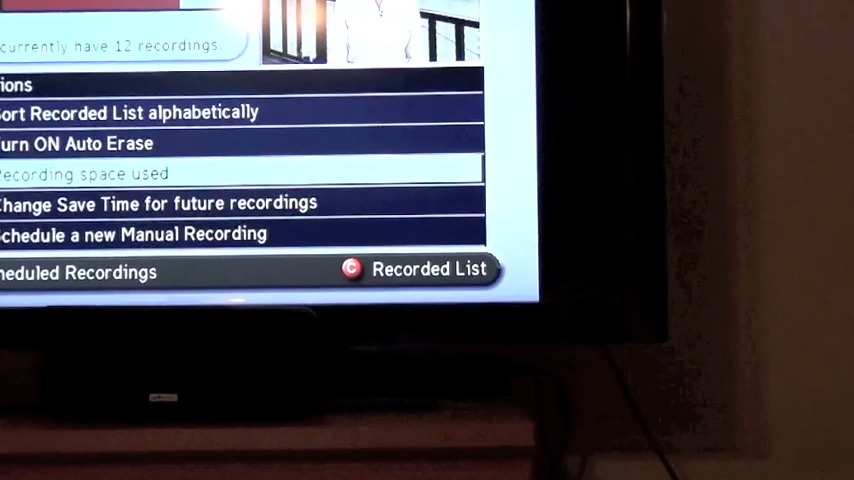 currently have 12 recordings.
ions
ort Recorded List alphabetically
urn ON Auto Erase
ecording space used
hange Save Time for future recordings
chedule a new Manual Recording
heduled Recordings
C Recorded List